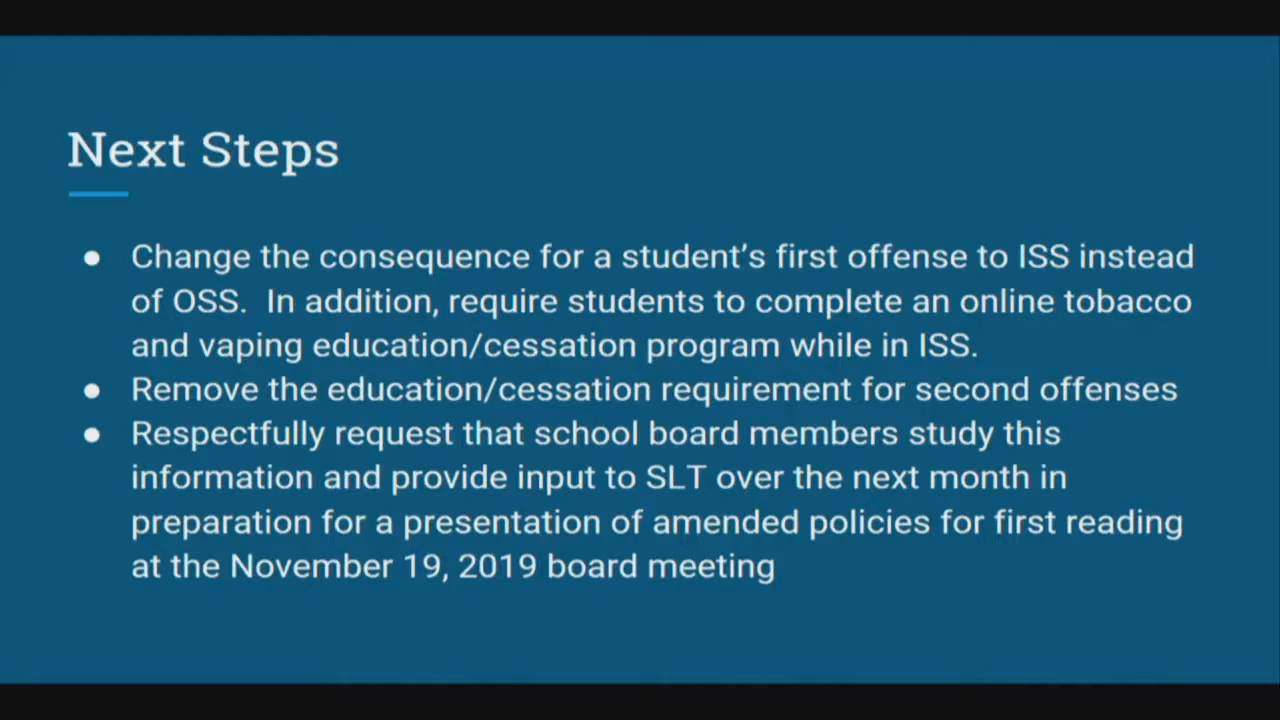 Next Steps
● Change the consequence for a student's first offense to ISS instead
of OSS.  In addition, require students to complete an online tobacco
and vaping education/cessation program while in ISS.
● Remove the education/cessation requirement for second offenses
● Respectfully request that school board members study this
information and provide input to SLT over the next month in
preparation for a presentation of amended policies for first reading
at the November 19, 2019 board meeting